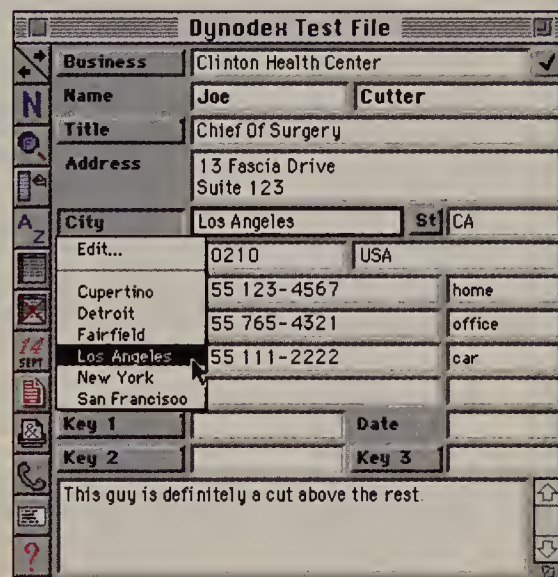 Dynodex Test File
Business Clinton Health Center
Name Joe Cutter
Title Chief Of Surgery
Address 13 Fascia Drive
Suite 123
City Los Angeles St CA
Edit... 0210 USA
Cupertino 55 123-4567 home
Detroit
Fairfield 55 765-4321 office
Los Angeles 55 111-2222 car
New York
San Francisco
Key 1 Date
Key 2 Key 3
This guy is definitely a cut above the rest.
N
A
Z
14
SEPT
&
?